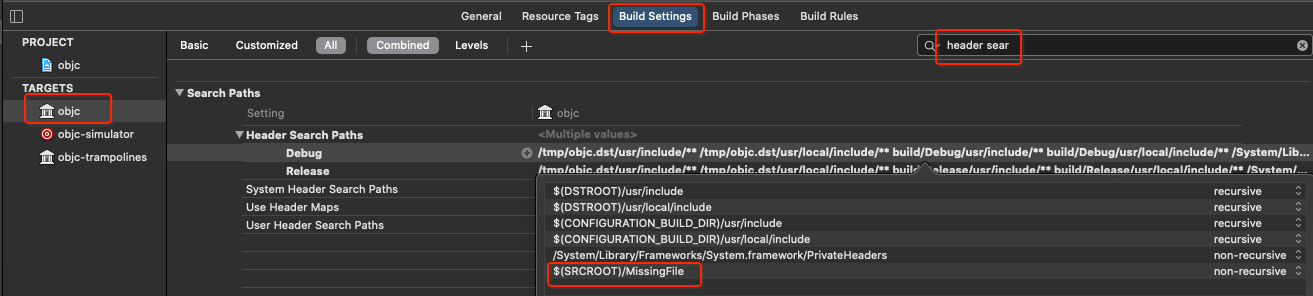 General Resource Tags Build Settings Build Phases Build Rules
PROJECT
objc
TARGETS
objc
objc-simulator
objc-trampolines
Basic Customized All Combined Levels +
header sear
Search Paths
Setting objc
Header Search Paths <Multiple values>
Debug /tmp/objc.dst/usr/include/** /tmp/objc.dst/usr/local/include/** build/Debug/usr/include/** build/Debug/usr/local/include/** /System/Lib...
Release /tmp/objc.dst/usr/include/** /tmp/objc.dst/usr/local/include/** build/Release/usr/include/** build/Release/usr/local/include/** /System/...
System Header Search Paths
Use Header Maps
User Header Search Paths
$(DSTROOT)/usr/include recursive
$(DSTROOT)/usr/local/include recursive
$(CONFIGURATION_BUILD_DIR)/usr/include recursive
$(CONFIGURATION_BUILD_DIR)/usr/local/include recursive
/System/Library/Frameworks/System.framework/PrivateHeaders non-recursive
$(SRCROOT)/MissingFile non-recursive